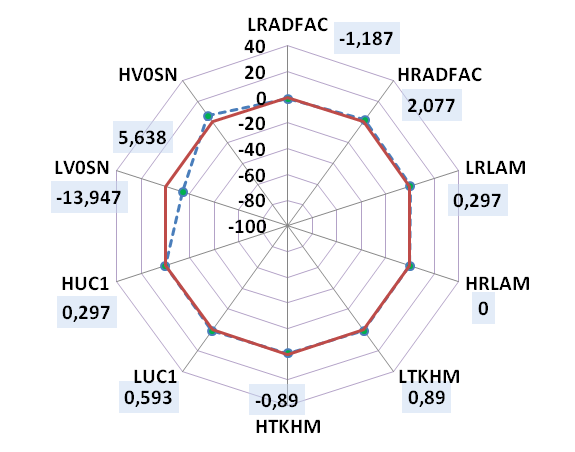 LRADFAC
-1,187
40
20
0
-20
-40
-60
-80
-100
HRADFAC
2,077
LRLAM
0,297
HRLAM
0
LTKHM
0,89
HTKHM
-0,89
LUC1
0,593
HUC1
0,297
LV0SN
-13,947
HV0SN
5,638